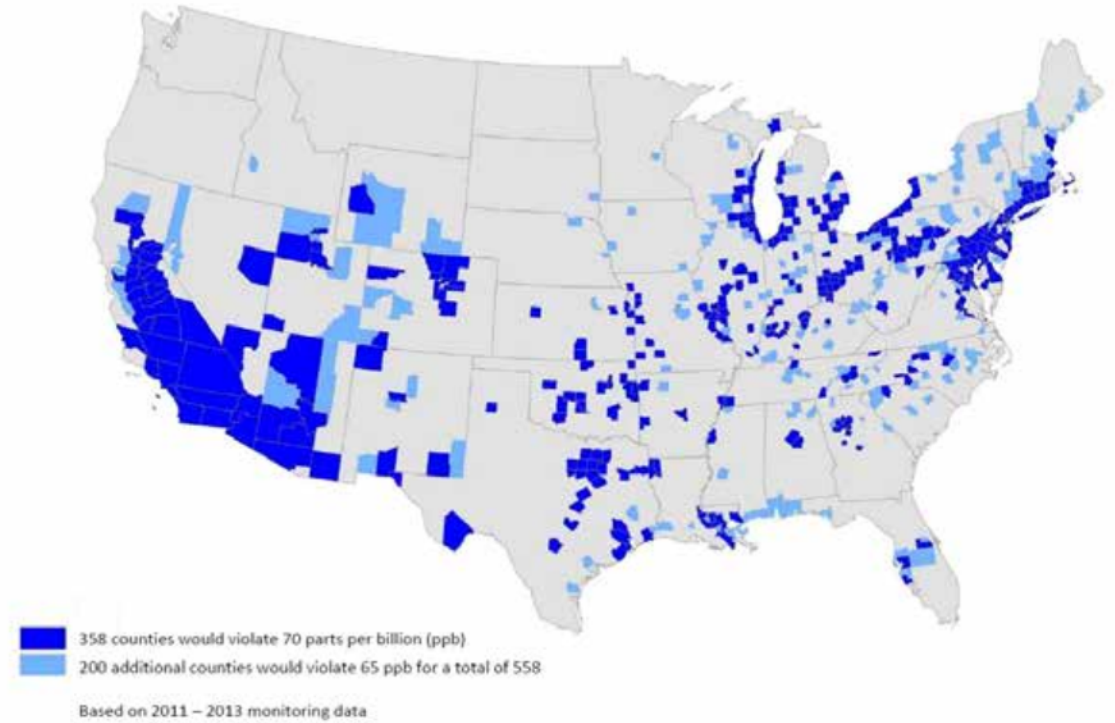 358 counties would violate 70 parts per billion (ppb)
200 additional counties would violate 65 ppb for a total of 558
Based on 2011 – 2013 monitoring data